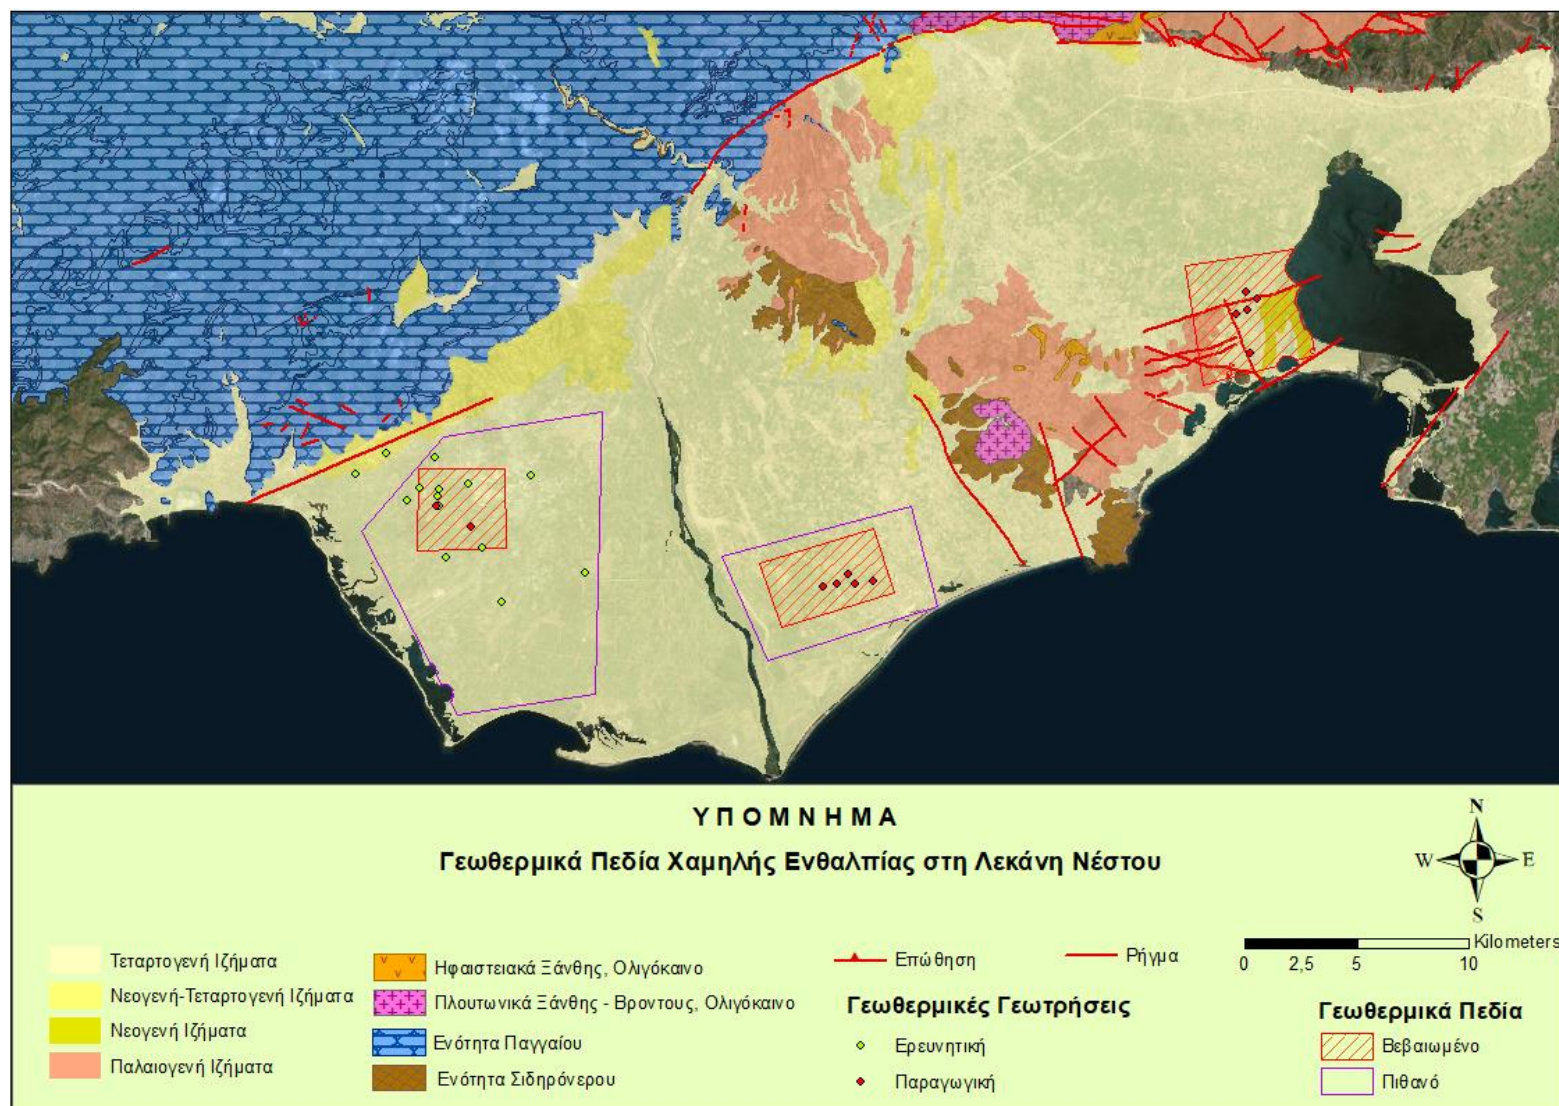 ΥΠΟΜΝΗΜΑ
Γεωθερμικά Πεδία Χαμηλής Ενθαλπίας στη Λεκάνη Νέστου
N
W E
S
Τεταρτογενή Ιζήματα
Νεογενή-Τεταρτογενή Ιζήματα
Νεογενή Ιζήματα
Παλαιογενή Ιζήματα
Ηφαιστειακά Ξάνθης, Ολιγόκαινο
Πλουτωνικά Ξάνθης - Βροντους, Ολιγόκαινο
Ενότητα Παγγαίου
Ενότητα Σιδηρόνερου
Επώθηση
Ρήγμα
Γεωθερμικές Γεωτρήσεις
Ερευνητική
Παραγωγική
Kilometers
0 2,5 5 10
Γεωθερμικά Πεδία
Βεβαιωμένο
Πιθανό